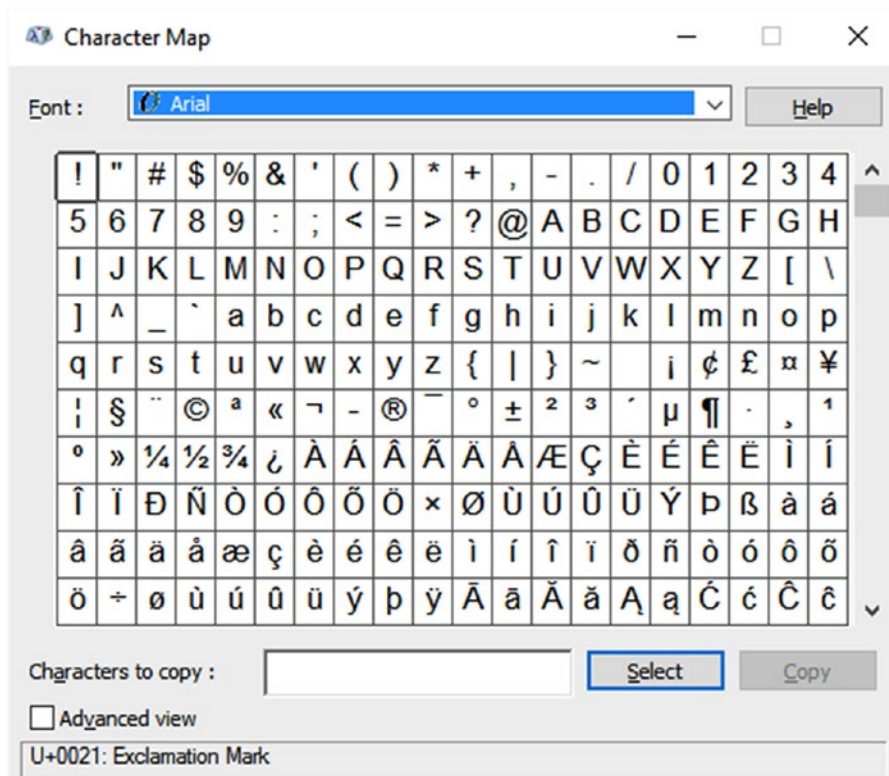 Character Map
Font : Arial Help
! " # $ % & ' ( ) * + , - . / 0 1 2 3 4
5 6 7 8 9 : ; < = > ? @ A B C D E F G H
I J K L M N O P Q R S T U V W X Y Z [ \
] ^ _ ` a b c d e f g h i j k l m n o p
q r s t u v w x y z { | } ~ ¡ ¢ £ ¤ ¥
¦ § ¨ © ª « ¬ - ® ¯ ° ± ² ³ ´ µ ¶ · ¸ ¹
º » ¼ ½ ¾ ¿ À Á Â Ã Ä Å Æ Ç È É Ê Ë Ì Í
Î Ï Ð Ñ Ò Ó Ô Õ Ö × Ø Ù Ú Û Ü Ý Þ ß à á
â ã ä å æ ç è é ê ë ì í î ï ð ñ ò ó ô õ
ö ÷ ø ù ú û ü ý þ ÿ Ā ā Ă ă Ą ą Ć ć Ĉ ĉ
Characters to copy : Select Copy
Advanced view
U+0021: Exclamation Mark